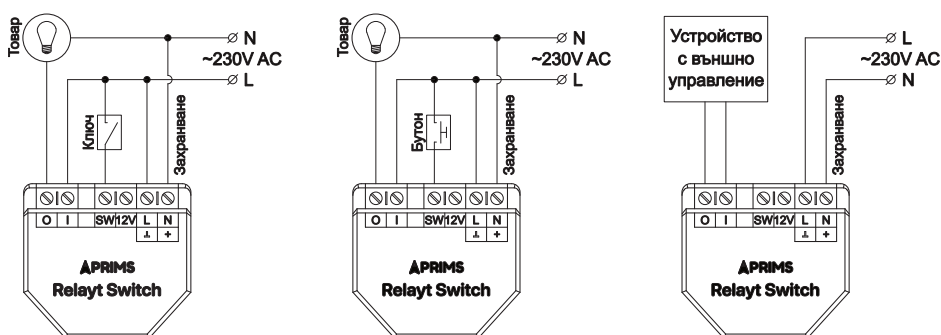 Товар
N
~230V AC
L
Ключ
Захранване
O I SW 12V L N
⊥ +
APRIMS
Relayt Switch
Товар
N
~230V AC
L
Бутон
Захранване
O I SW 12V L N
⊥ +
APRIMS
Relayt Switch
Устройство
с външно
управление
L
~230V AC
N
Захранване
O I SW 12V L N
⊥ +
APRIMS
Relayt Switch